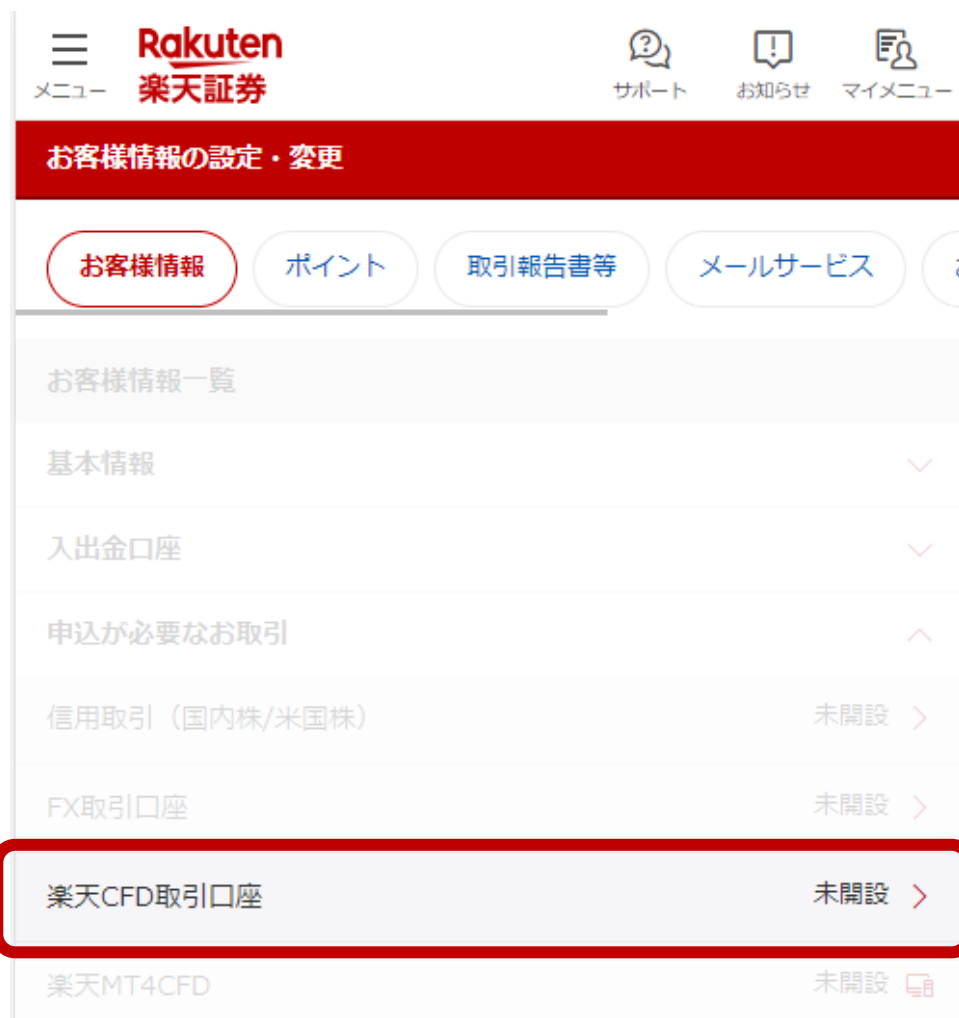 Rakuten
楽天証券
メニュー
サポート
お知らせ
マイメニュー
お客様情報の設定・変更
お客様情報
ポイント
取引報告書等
メールサービス
お客様情報一覧
基本情報
入出金口座
申込が必要なお取引
信用取引（国内株/米国株） 未開設
FX取引口座 未開設
楽天CFD取引口座 未開設
楽天MT4CFD 未開設